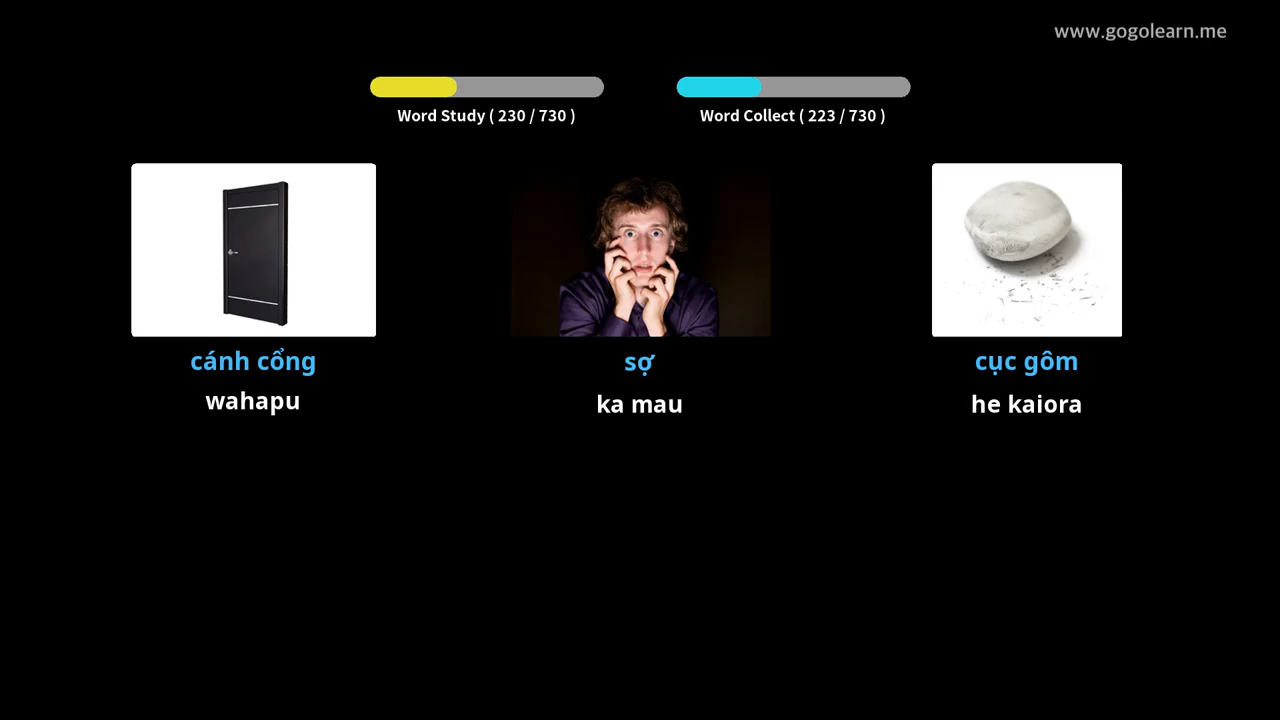 www.gogolearn.me
Word Study ( 230 / 730 )
Word Collect ( 223 / 730 )
cánh cổng
sợ
cục gôm
wahapu
ka mau
he kaiora